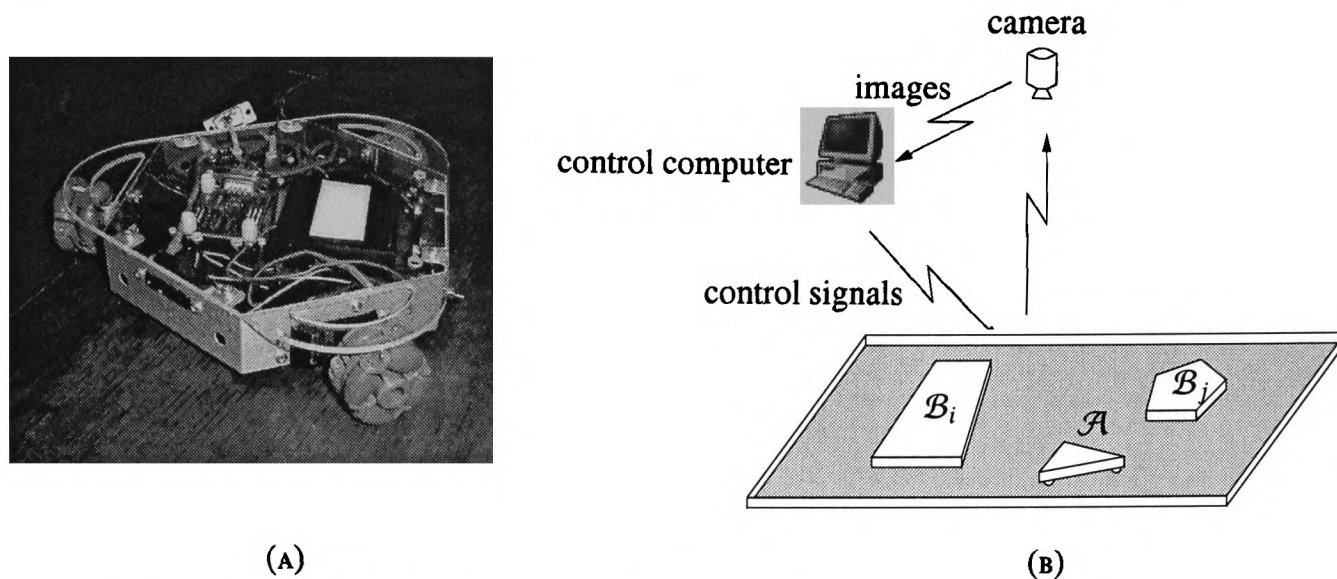 camera
images
control computer
control signals
ℬi
ℬj
𝒜
(A)
(B)